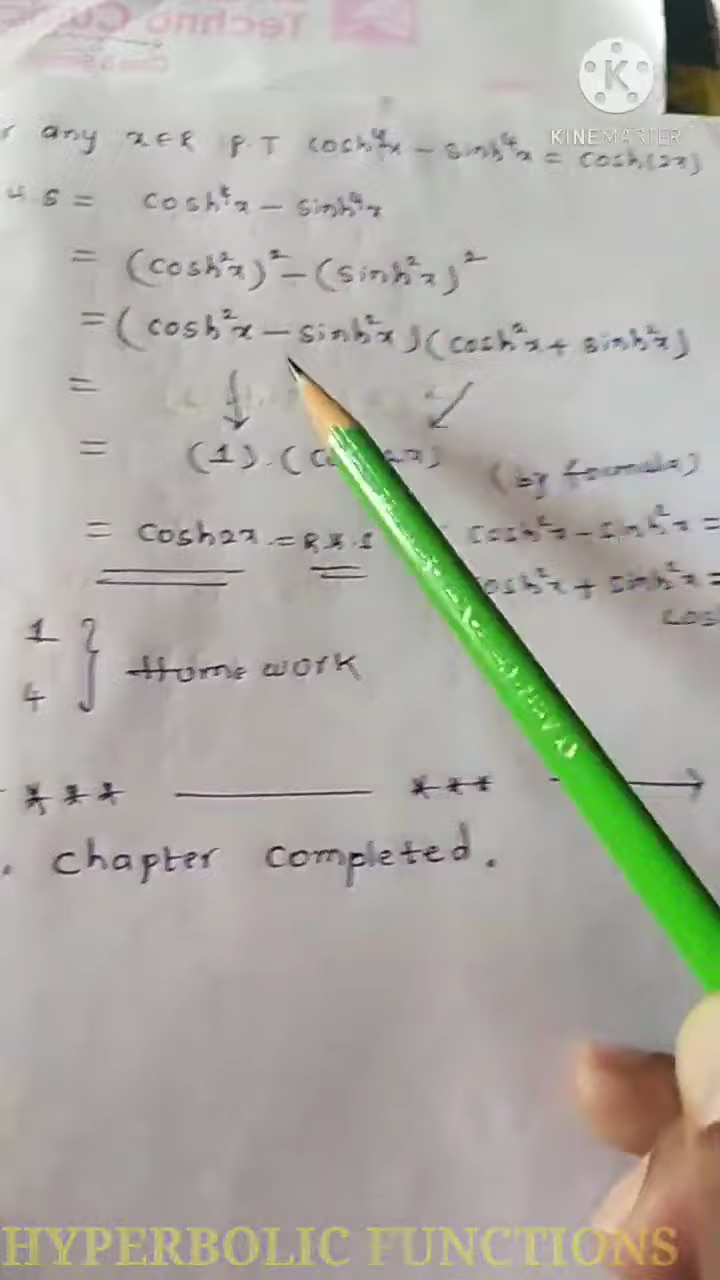 Techno
KINEMASTER
any x∈R P.T cosh⁴x − sinh⁴x = cosh(2x)
S = cosh⁴x − sinh⁴x
= (cosh²x)² − (sinh²x)²
= (cosh²x − sinh²x)(cosh²x + sinh²x)
=
= (1).( (by formula)
cosh²x − sinh²x =
= cosh2x = R.H.S
cosh²x + sinh²x =
1 } Home work
4
*** ——— ***
. chapter completed.
HYPERBOLIC FUNCTIONS